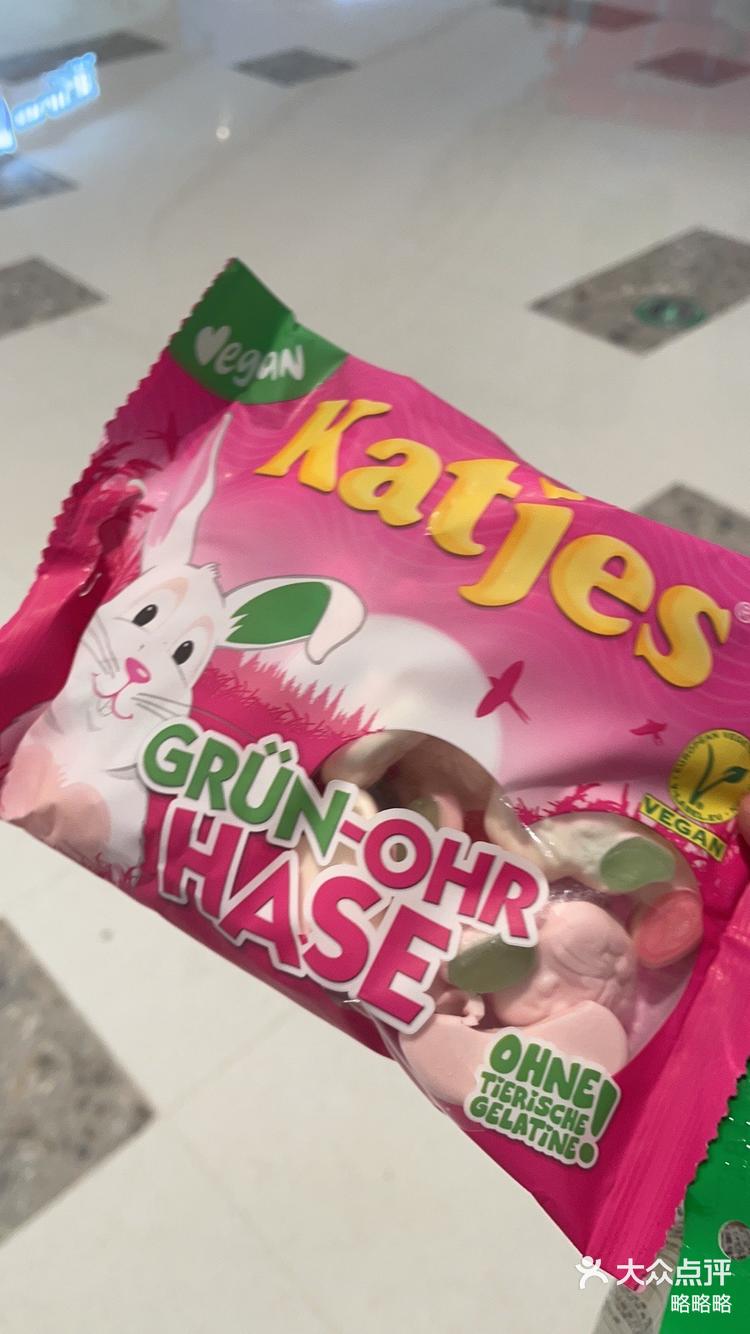 Vegan
Katjes
GRÜN-OHR
HASE
VEGAN
OHNE
TIERISCHE
GELATINE!
大众点评
略略略